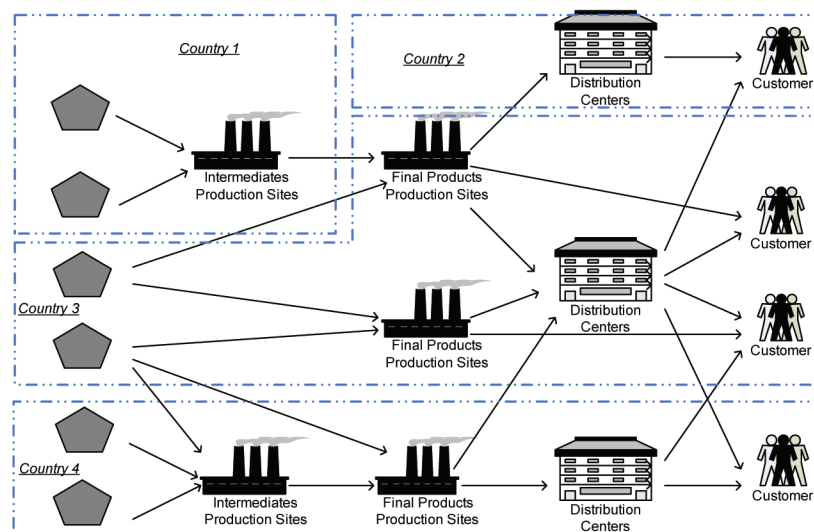 Country 1
Country 2
Distribution
Centers
Customer
Intermediates
Production Sites
Final Products
Production Sites
Customer
Country 3
Distribution
Centers
Final Products
Production Sites
Customer
Country 4
Intermediates
Production Sites
Final Products
Production Sites
Distribution
Centers
Customer